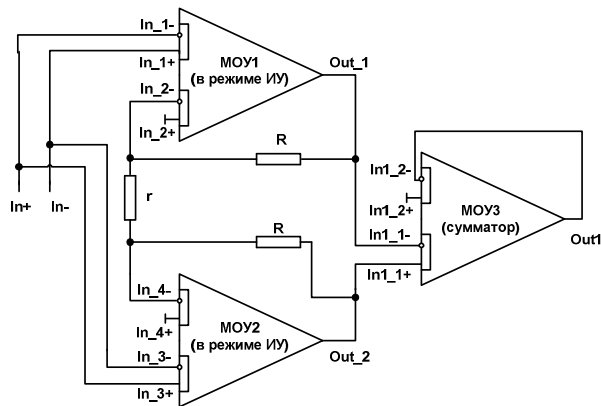 In_1-
In_1+
In_2-
In_2+
МОУ1
(в режиме ИУ)
Out_1
R
r
In+
In-
R
In1_2-
In1_2+
МОУ3
(сумматор)
In1_1-
In1_1+
Out1
In_4-
In_4+
МОУ2
(в режиме ИУ)
In_3-
In_3+
Out_2